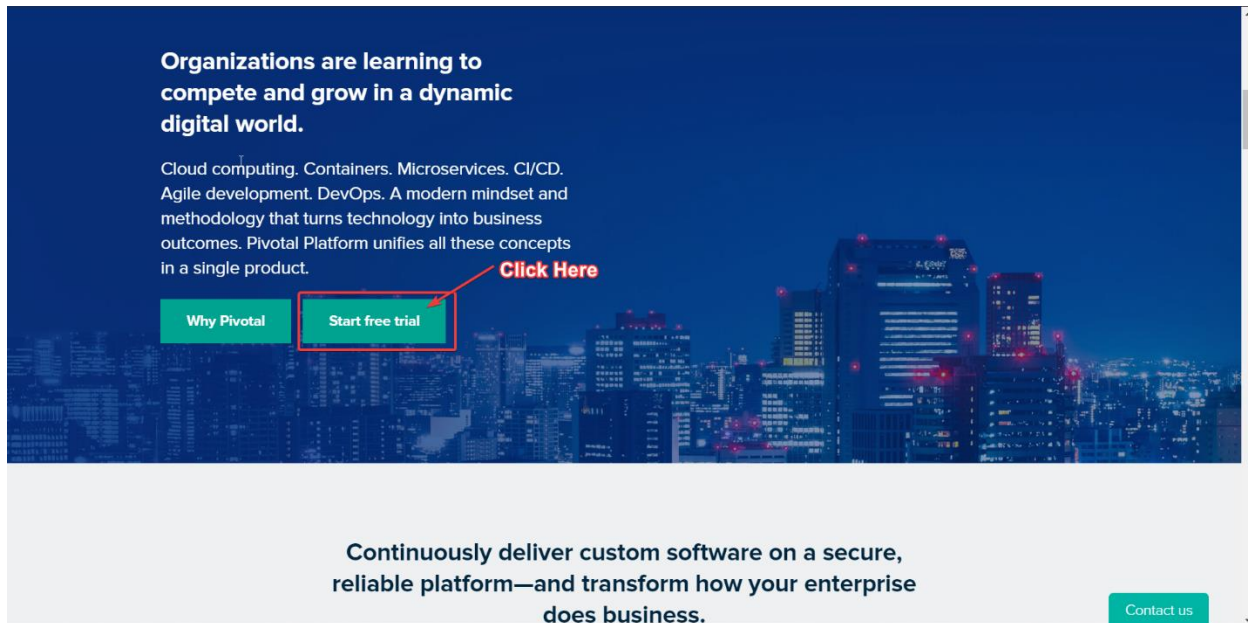 Organizations are learning to
compete and grow in a dynamic
digital world.
Cloud computing. Containers. Microservices. CI/CD.
Agile development. DevOps. A modern mindset and
methodology that turns technology into business
outcomes. Pivotal Platform unifies all these concepts
in a single product.
Click Here
Why Pivotal
Start free trial
Continuously deliver custom software on a secure,
reliable platform—and transform how your enterprise
does business.
Contact us